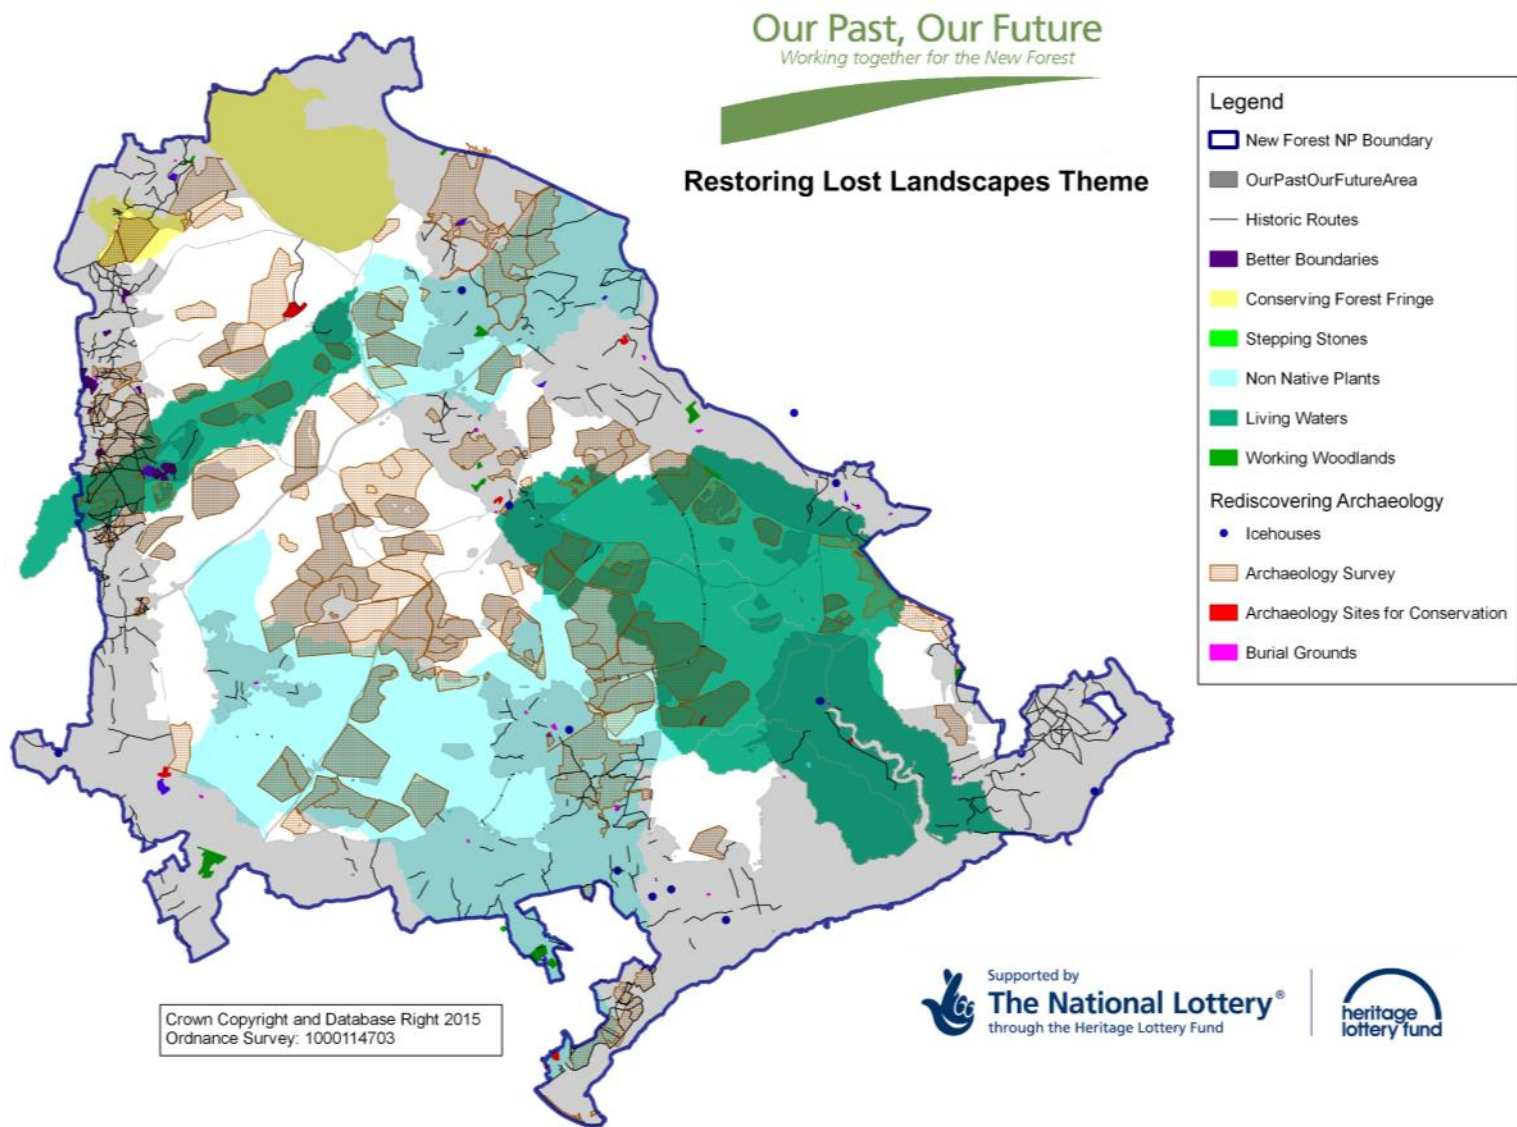 Our Past, Our Future
Working together for the New Forest
Restoring Lost Landscapes Theme
Legend
New Forest NP Boundary
OurPastOurFutureArea
Historic Routes
Better Boundaries
Conserving Forest Fringe
Stepping Stones
Non Native Plants
Living Waters
Working Woodlands
Rediscovering Archaeology
Icehouses
Archaeology Survey
Archaeology Sites for Conservation
Burial Grounds
Crown Copyright and Database Right 2015
Ordnance Survey: 1000114703
Supported by
The National Lottery®
through the Heritage Lottery Fund
heritage
lottery fund